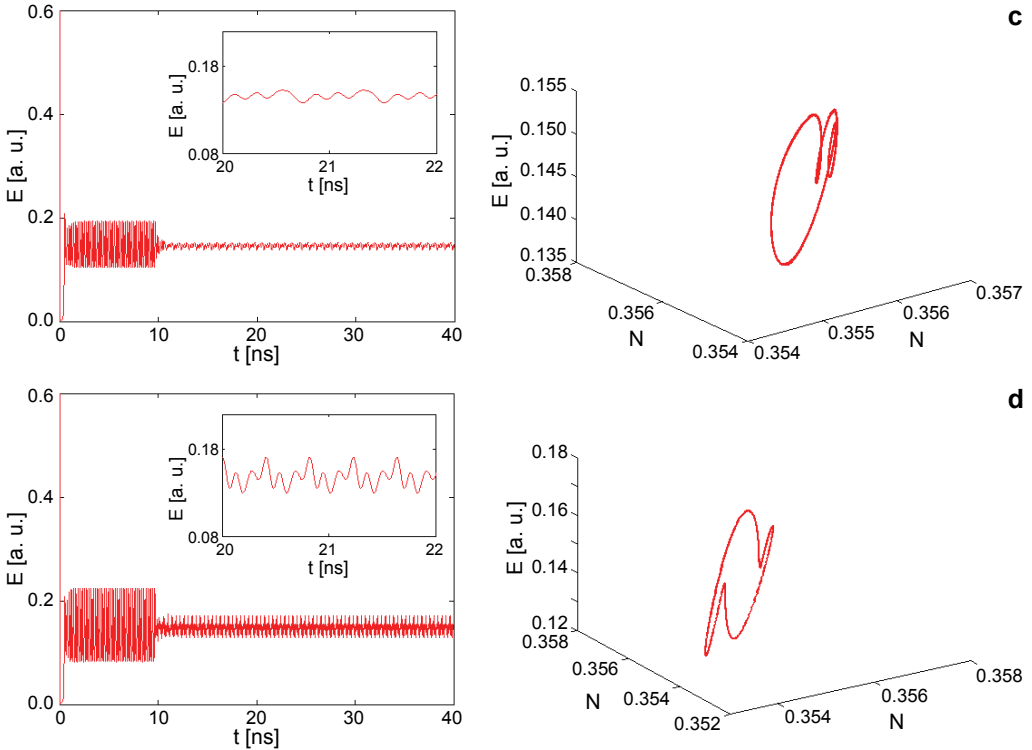 c
0.6
0.4
0.2
0.0
E [a. u.]
0 10 20 30 40
t [ns]
0.18
0.08
E [a. u.]
20 21 22
t [ns]
0.155
0.150
0.145
0.140
0.135
E [a. u.]
0.358
0.356
0.354
N
0.354
0.355
0.356
0.357
N
d
0.6
0.4
0.2
0.0
E [a. u.]
0 10 20 30 40
t [ns]
0.18
0.08
E [a. u.]
20 21 22
t [ns]
0.18
0.16
0.14
0.12
E [a. u.]
0.358
0.356
0.354
0.352
N
0.354
0.356
0.358
N